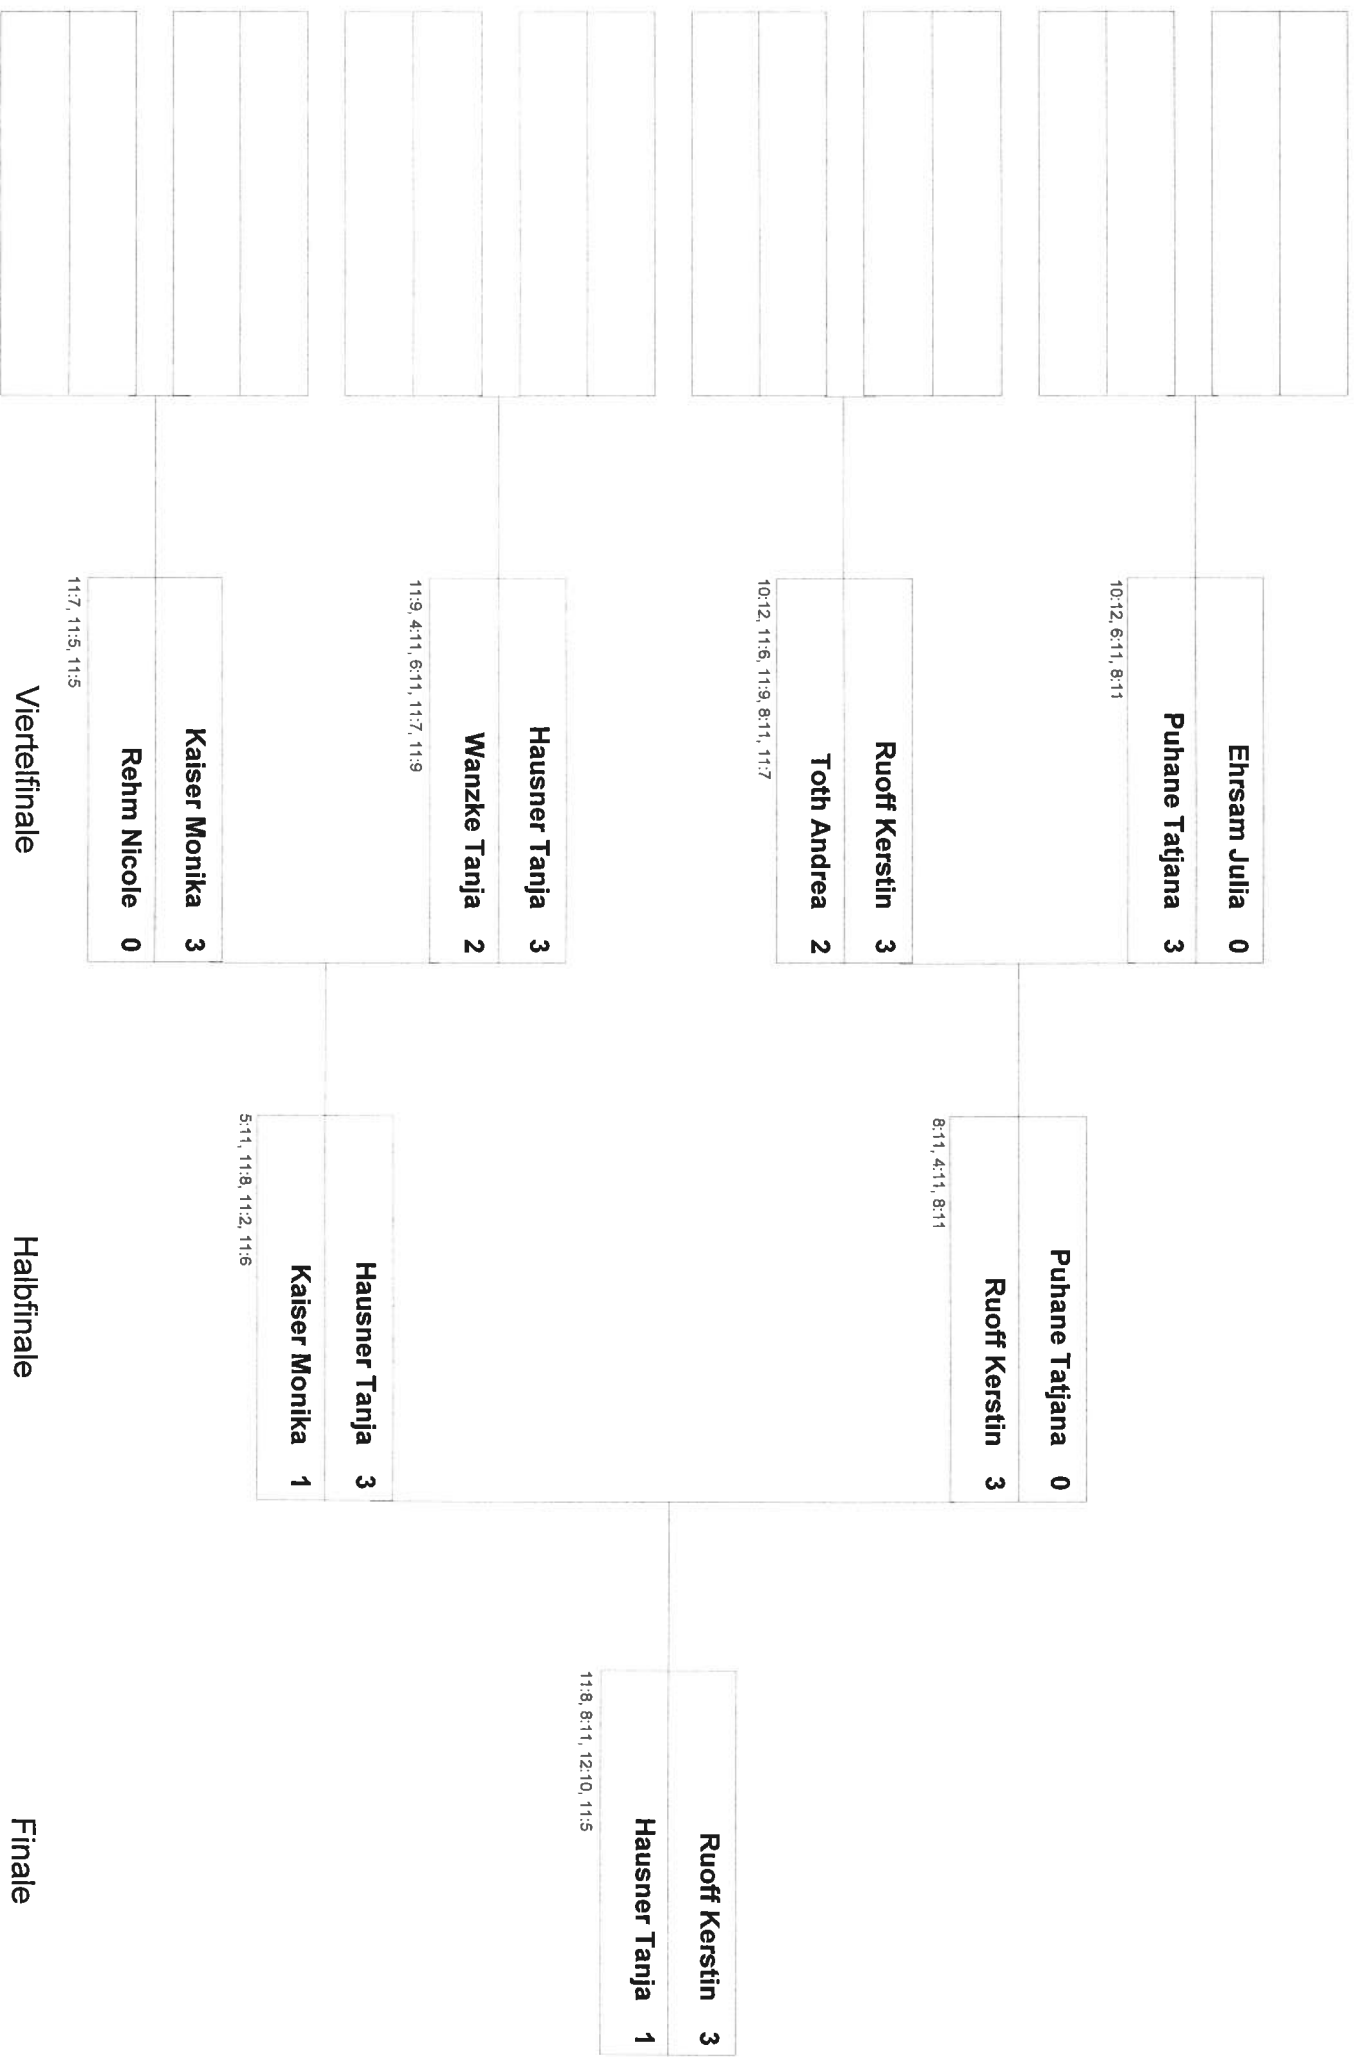 Ehrsam Julia 0
Puhane Tatjana 3
10:12, 6:11, 8:11
Ruoff Kerstin 3
Toth Andrea 2
10:12, 11:6, 11:9, 8:11, 11:7
Hausner Tanja 3
Wanzke Tanja 2
11:9, 4:11, 6:11, 11:7, 11:9
Kaiser Monika 3
Rehm Nicole 0
11:7, 11:5, 11:5
Viertelfinale
Puhane Tatjana 0
Ruoff Kerstin 3
8:11, 4:11, 8:11
Hausner Tanja 3
Kaiser Monika 1
5:11, 11:8, 11:2, 11:6
Halbfinale
Ruoff Kerstin 3
Hausner Tanja 1
11:8, 8:11, 12:10, 11:5
Finale